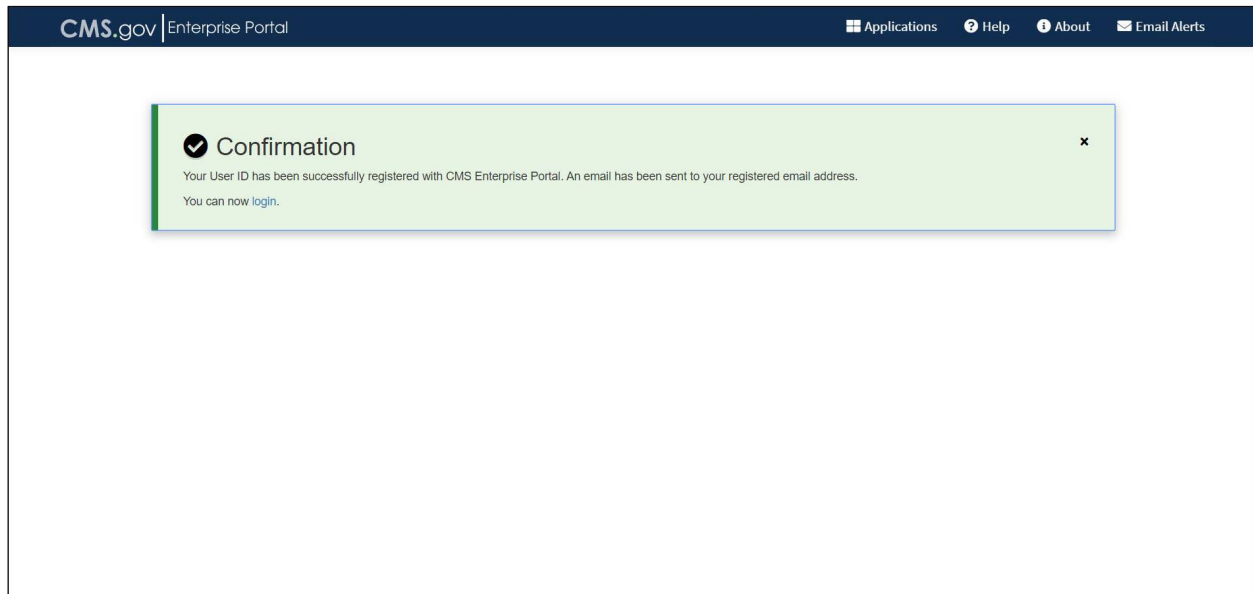 CMS.gov Enterprise Portal
Applications Help About Email Alerts
Confirmation
Your User ID has been successfully registered with CMS Enterprise Portal. An email has been sent to your registered email address.
You can now login.